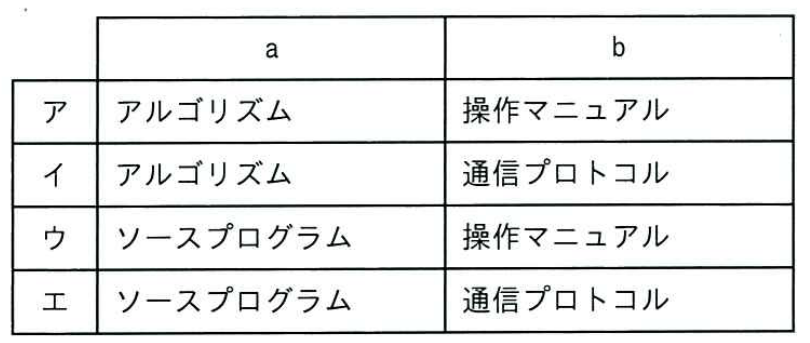 a b
ア アルゴリズム 操作マニュアル
イ アルゴリズム 通信プロトコル
ウ ソースプログラム 操作マニュアル
エ ソースプログラム 通信プロトコル